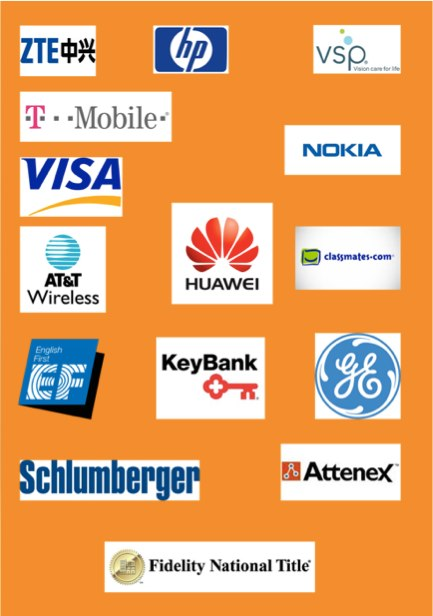 ZTE中兴
hp
vsp.
Vision care for life
T··Mobile·
NOKIA
VISA
AT&T
Wireless
HUAWEI
classmates·com®
English
First
EF
KeyBank
GE
Schlumberger
Attenex™
Fidelity National Title®